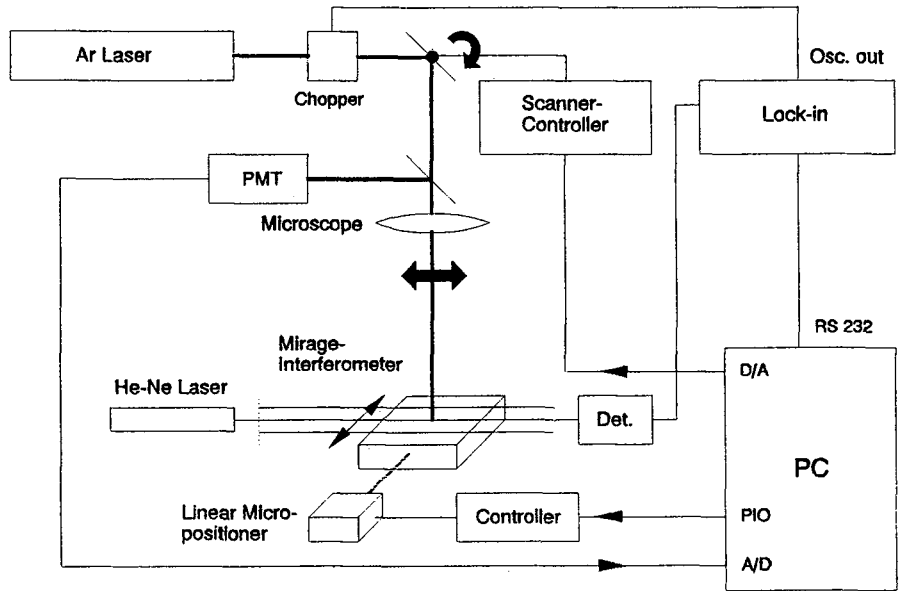 Ar Laser
Chopper
Osc. out
Scanner-
Controller
Lock-in
PMT
Microscope
RS 232
Mirage-
Interferometer
D/A
He-Ne Laser
Det.
PC
Linear Micro-
positioner
Controller
PIO
A/D